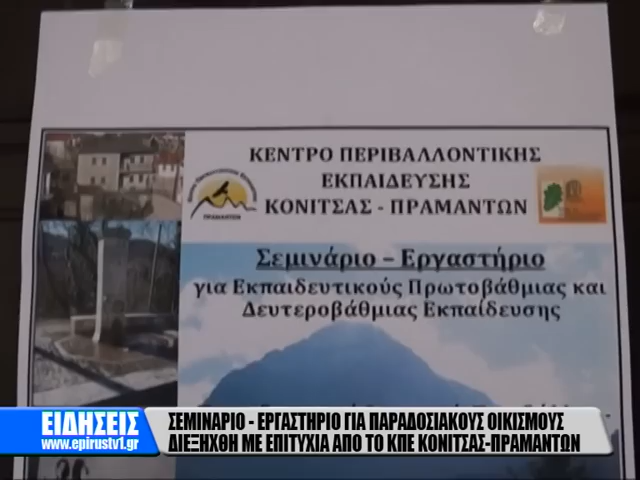 ΚΕΝΤΡΟ ΠΕΡΙΒΑΛΛΟΝΤΙΚΗΣ
ΕΚΠΑΙΔΕΥΣΗΣ
ΚΟΝΙΤΣΑΣ - ΠΡΑΜΑΝΤΩΝ
ΠΡΑΜΑΝΤΩΝ
Σεμινάριο – Εργαστήριο
για Εκπαιδευτικούς Πρωτοβάθμιας και
Δευτεροβάθμιας Εκπαίδευσης
ΕΙΔΗΣΕΙΣ
www.epirustv1.gr
ΣΕΜΙΝΑΡΙΟ - ΕΡΓΑΣΤΗΡΙΟ ΓΙΑ ΠΑΡΑΔΟΣΙΑΚΟΥΣ ΟΙΚΙΣΜΟΥΣ
ΔΙΕΞΗΧΘΗ ΜΕ ΕΠΙΤΥΧΙΑ ΑΠΟ ΤΟ ΚΠΕ ΚΟΝΙΤΣΑΣ-ΠΡΑΜΑΝΤΩΝ